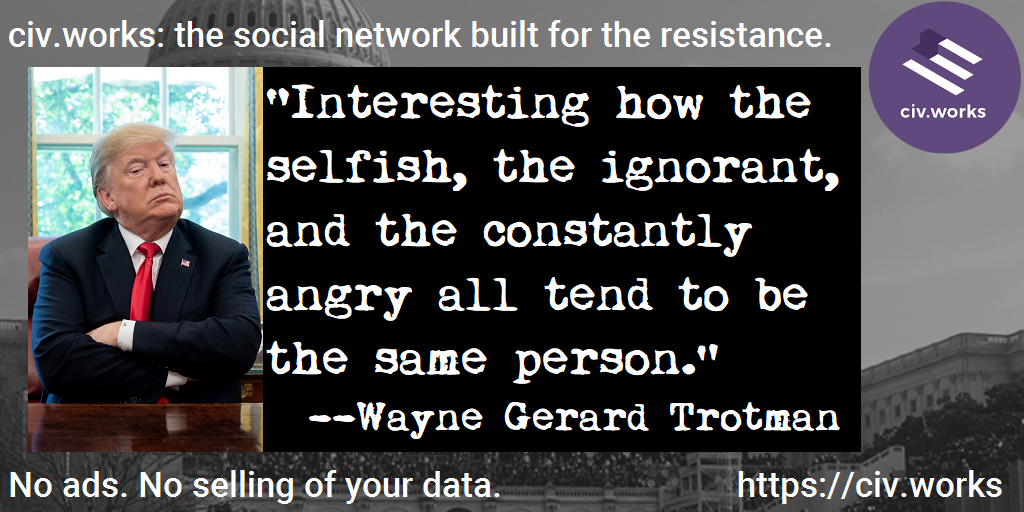 civ.works: the social network built for the resistance.
civ.works
"Interesting how the
selfish, the ignorant,
and the constantly
angry all tend to be
the same person."
--Wayne Gerard Trotman
No ads. No selling of your data.
https://civ.works